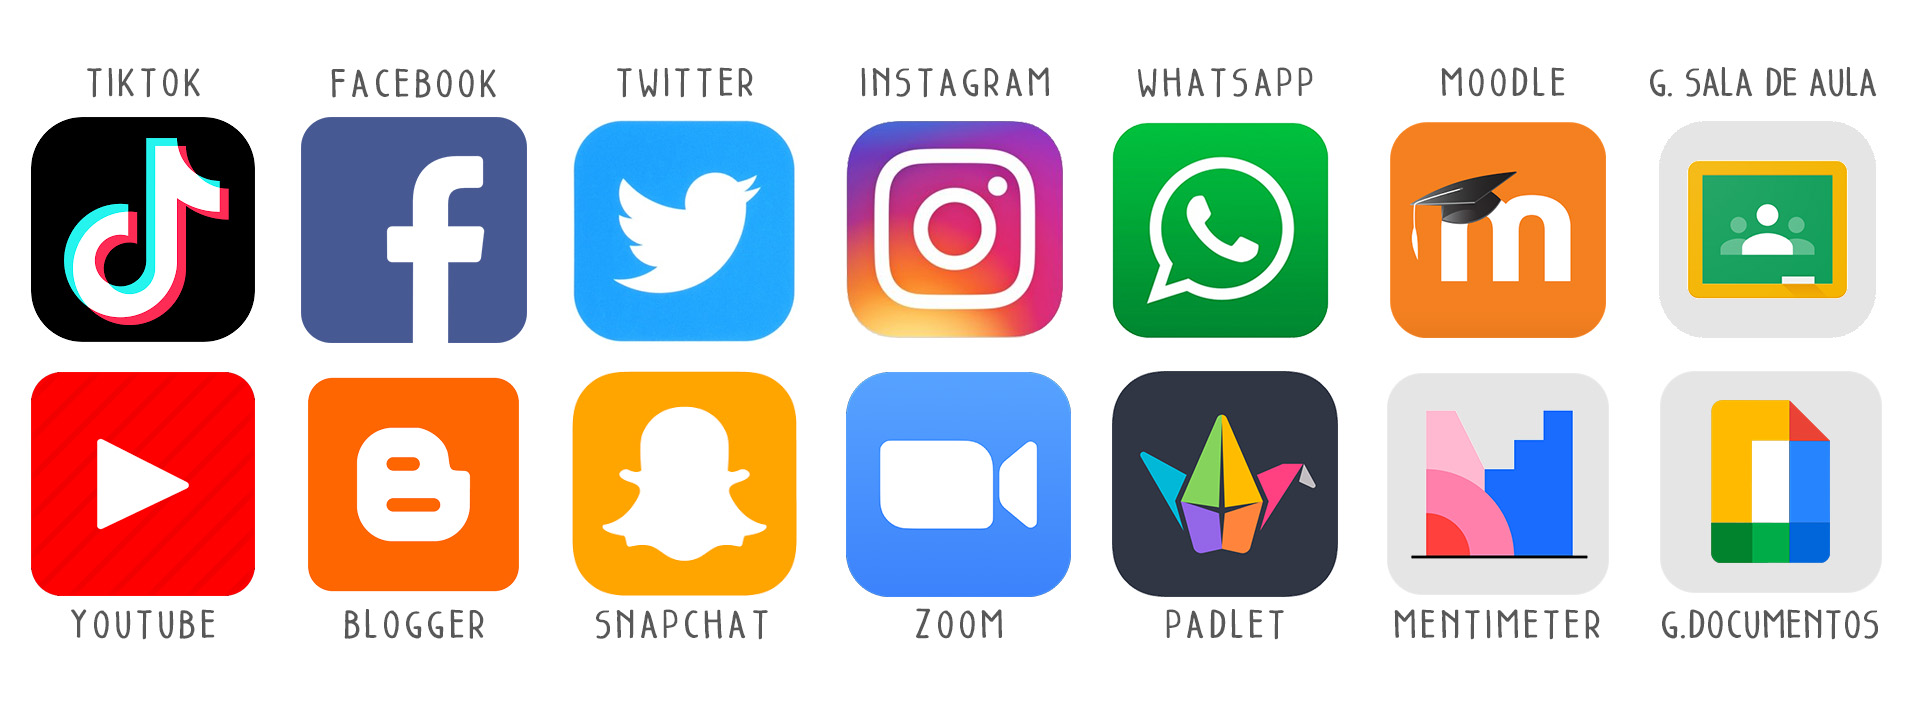 TIKTOK
FACEBOOK
TWITTER
INSTAGRAM
WHATSAPP
MOODLE
G. SALA DE AULA
YOUTUBE
BLOGGER
SNAPCHAT
ZOOM
PADLET
MENTIMETER
G.DOCUMENTOS